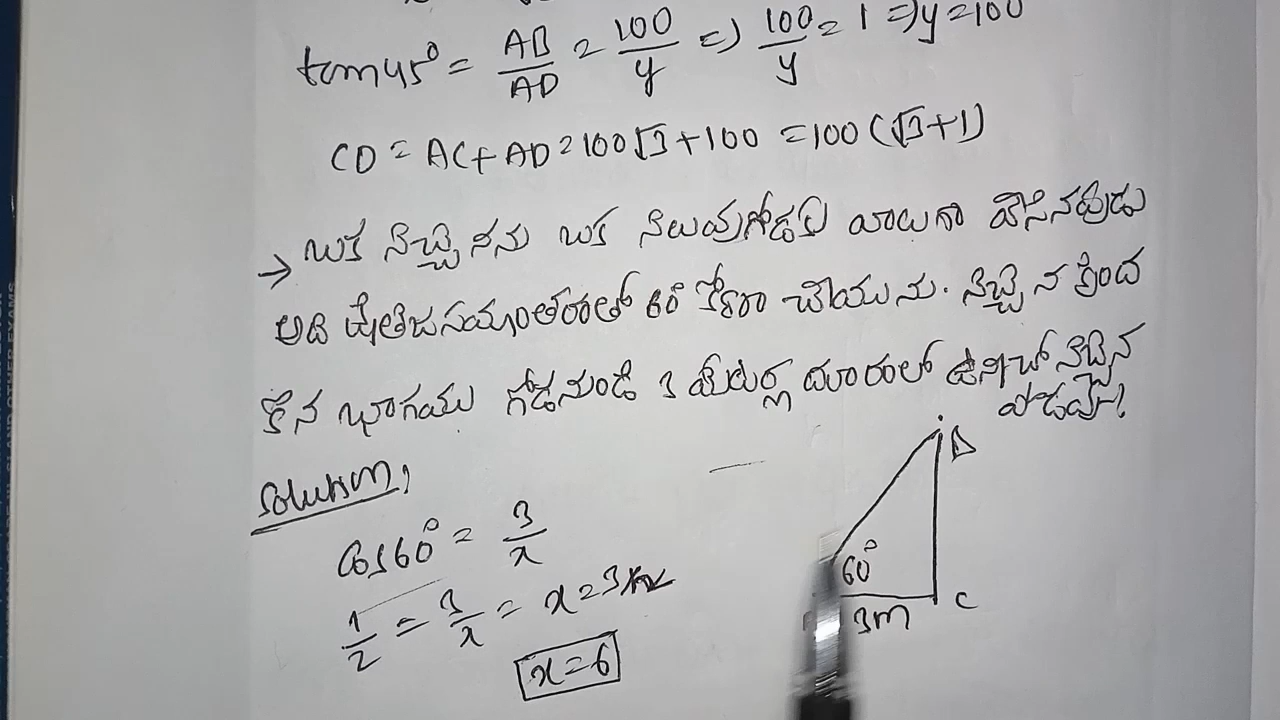 tan45° = AB/AD = 100/y => 100/y = 1 => y = 100
CD = AC + AD = 100√3 + 100 = 100(√3+1)
→ ఒక నిచ్చెనను ఒక నిలువుగోడకు వాలుగా వేసినపుడు
అది క్షితిజసమాంతరంతో 60° కోణం చేయును. నిచ్చెన క్రింద
కొన భాగము గోడనుండి 3 మీటర్ల దూరంలో ఉన్నచో నిచ్చెన
పొడవెంత?
Solution,
Cos60° = 3/x
1/2 = 3/x = x = 3×2
x = 6
60°
3m
C